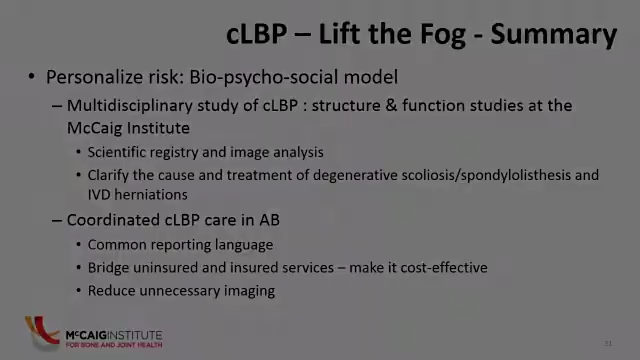 cLBP – Lift the Fog - Summary
• Personalize risk: Bio-psycho-social model
– Multidisciplinary study of cLBP : structure & function studies at the
McCaig Institute
• Scientific registry and image analysis
• Clarify the cause and treatment of degenerative scoliosis/spondylolisthesis and
IVD herniations
– Coordinated cLBP care in AB
• Common reporting language
• Bridge uninsured and insured services – make it cost-effective
• Reduce unnecessary imaging
McCAIG INSTITUTE
FOR BONE AND JOINT HEALTH